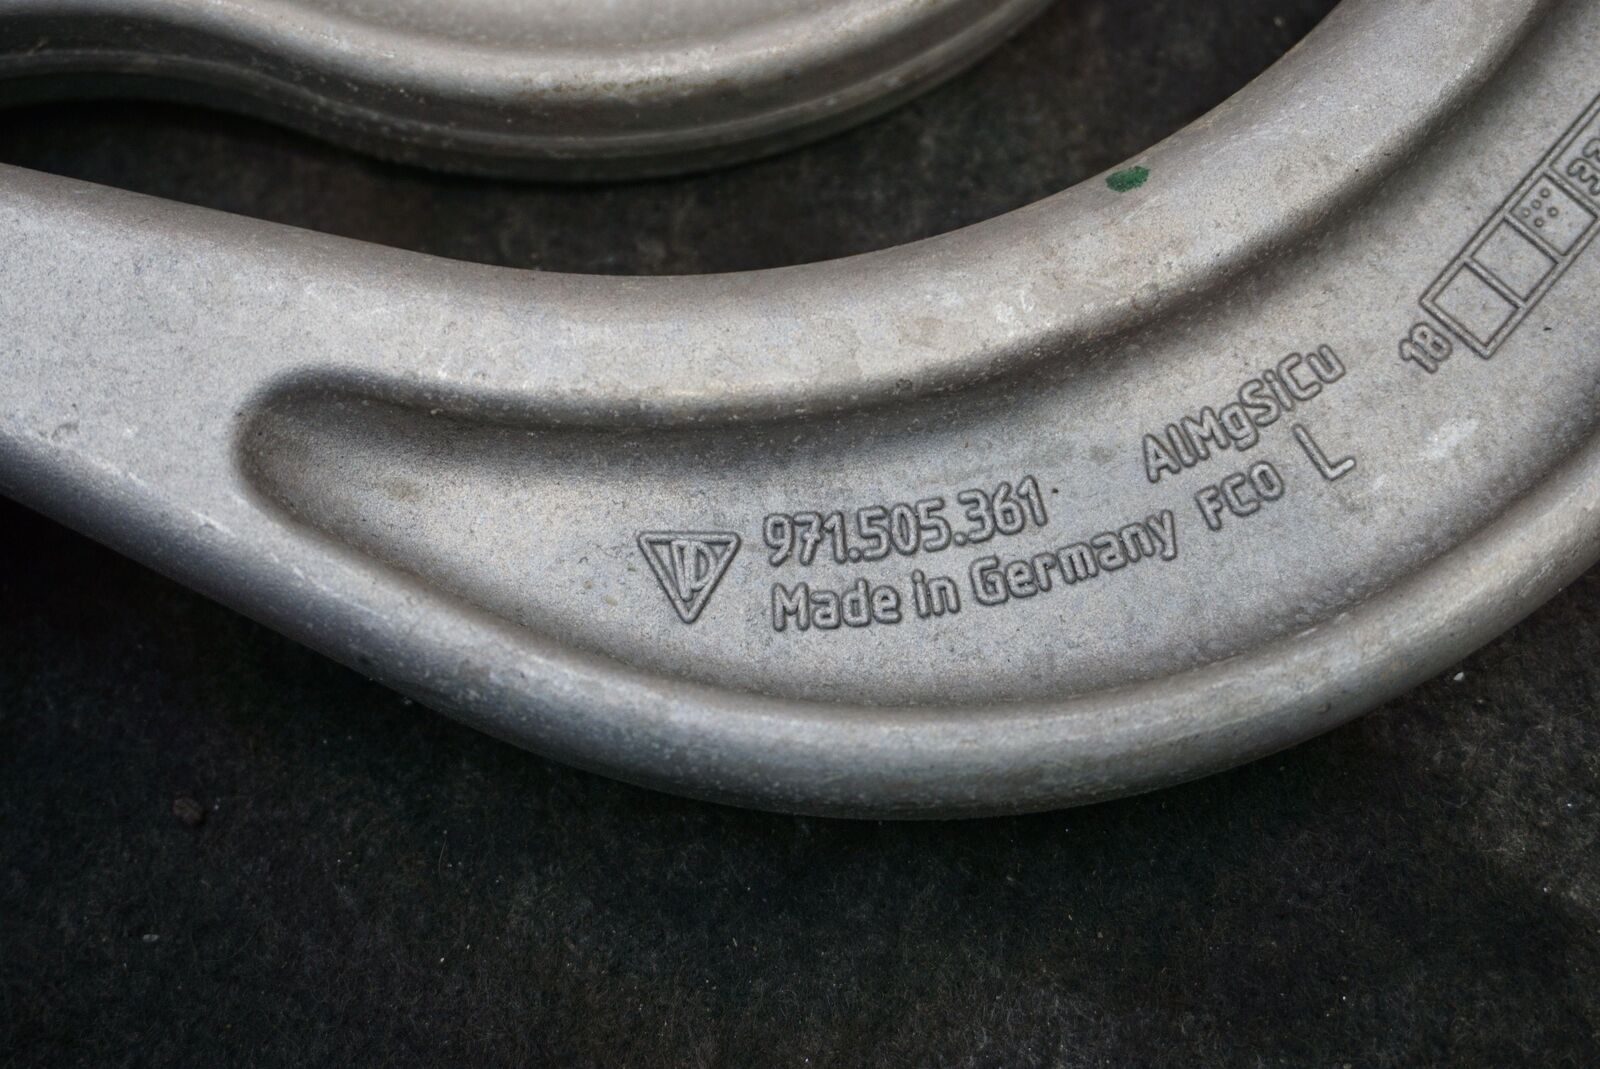 971.505.361 AlMgSiCu
Made in Germany FCO L
18